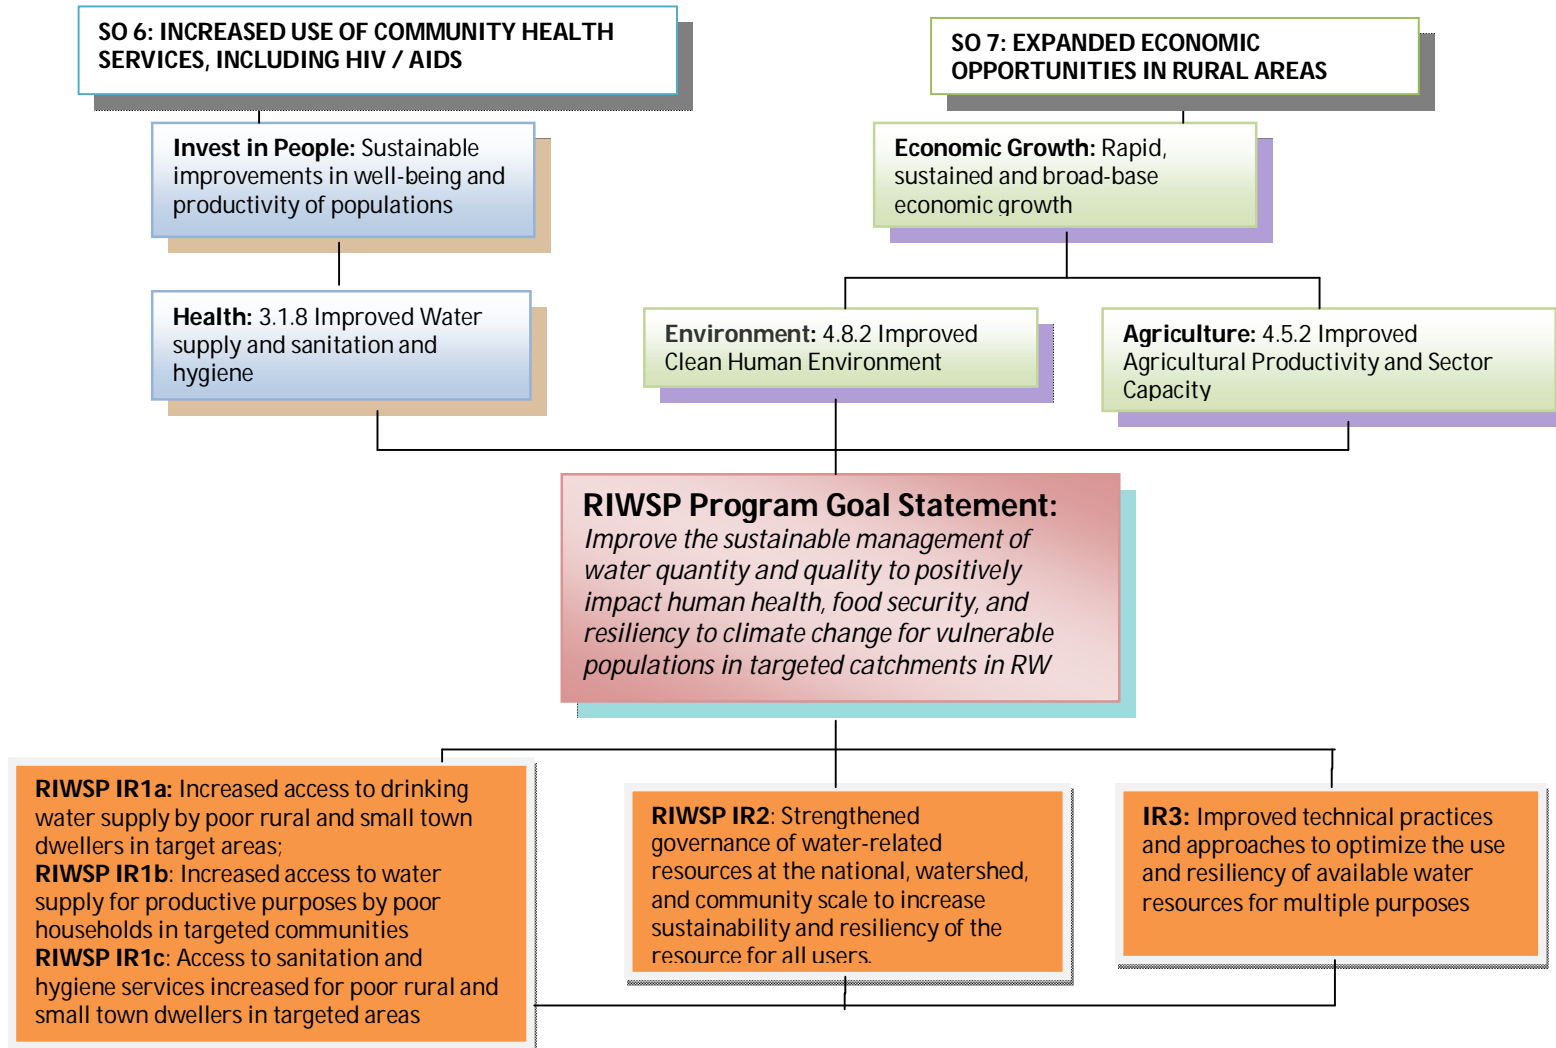 SO 6: INCREASED USE OF COMMUNITY HEALTH
SERVICES, INCLUDING HIV / AIDS
SO 7: EXPANDED ECONOMIC
OPPORTUNITIES IN RURAL AREAS
Invest in People: Sustainable
improvements in well-being and
productivity of populations
Economic Growth: Rapid,
sustained and broad-base
economic growth
Health: 3.1.8 Improved Water
supply and sanitation and
hygiene
Environment: 4.8.2 Improved
Clean Human Environment
Agriculture: 4.5.2 Improved
Agricultural Productivity and Sector
Capacity
RIWSP Program Goal Statement:
Improve the sustainable management of
water quantity and quality to positively
impact human health, food security, and
resiliency to climate change for vulnerable
populations in targeted catchments in RW
RIWSP IR1a: Increased access to drinking
water supply by poor rural and small town
dwellers in target areas;
RIWSP IR1b: Increased access to water
supply for productive purposes by poor
households in targeted communities
RIWSP IR1c: Access to sanitation and
hygiene services increased for poor rural and
small town dwellers in targeted areas
RIWSP IR2: Strengthened
governance of water-related
resources at the national, watershed,
and community scale to increase
sustainability and resiliency of the
resource for all users.
IR3: Improved technical practices
and approaches to optimize the use
and resiliency of available water
resources for multiple purposes